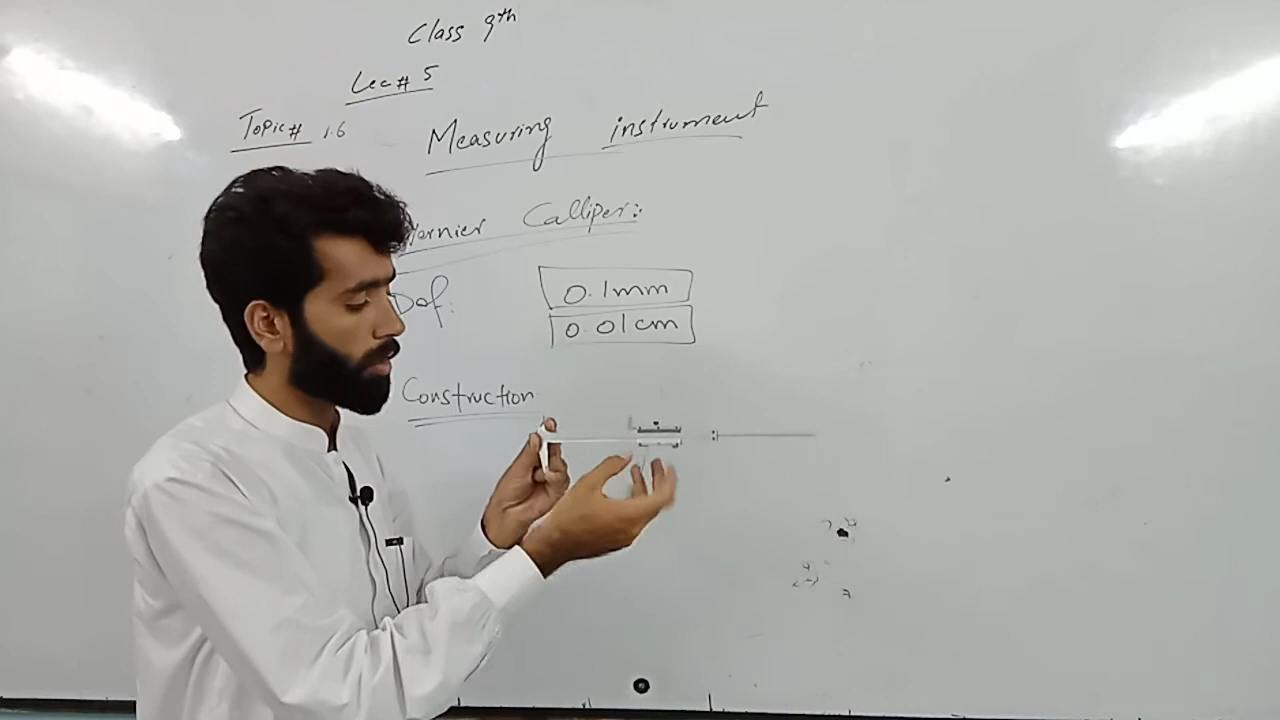 Class 9th
Lec# 5
Topic# 1.6 Measuring instrument
Vernier Calliper:
Def: 0.1mm
0.01cm
Construction